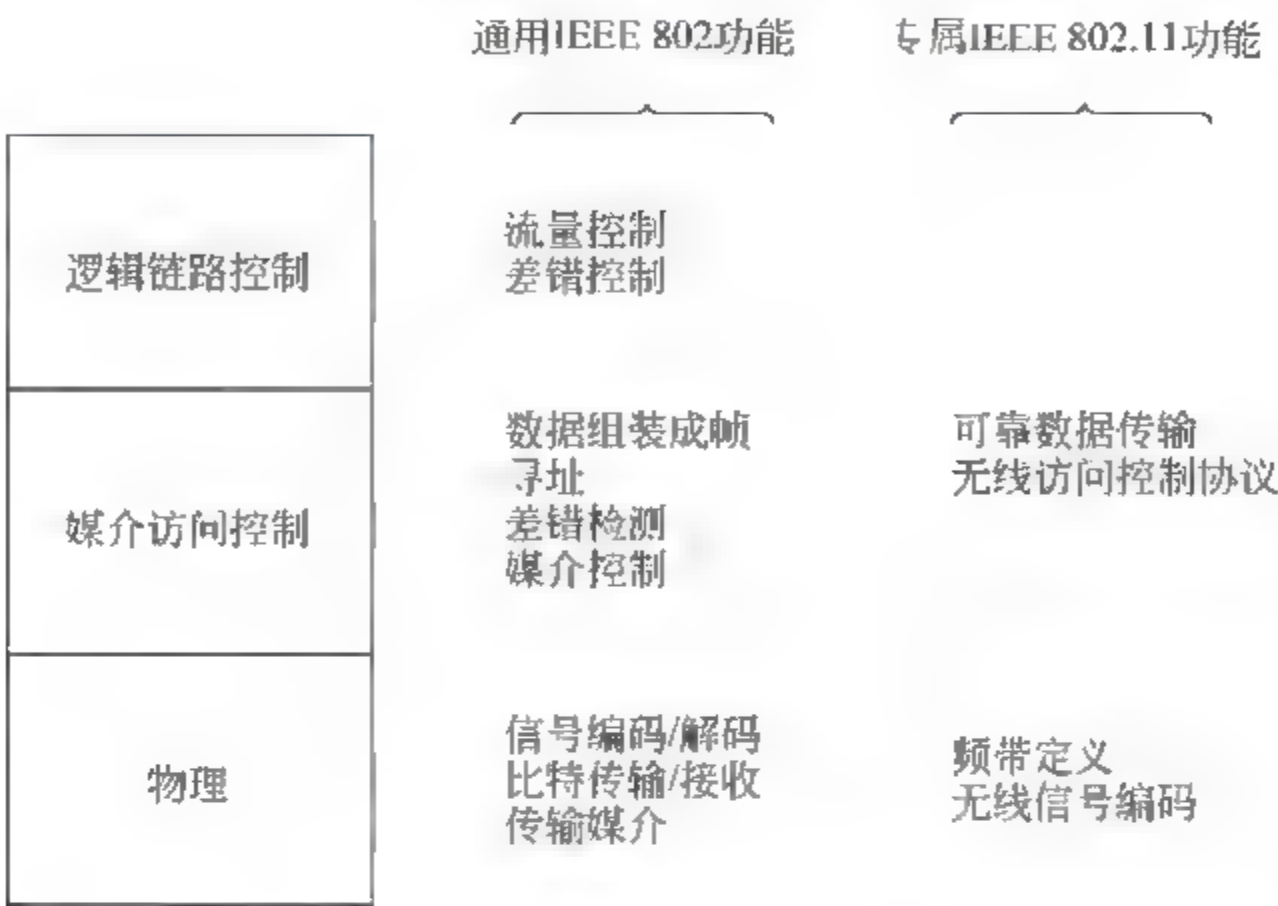 通用IEEE 802功能
专属IEEE 802.11功能
逻辑链路控制
流量控制
差错控制
媒介访问控制
数据组装成帧
寻址
差错检测
媒介控制
可靠数据传输
无线访问控制协议
物理
信号编码/解码
比特传输/接收
传输媒介
频带定义
无线信号编码